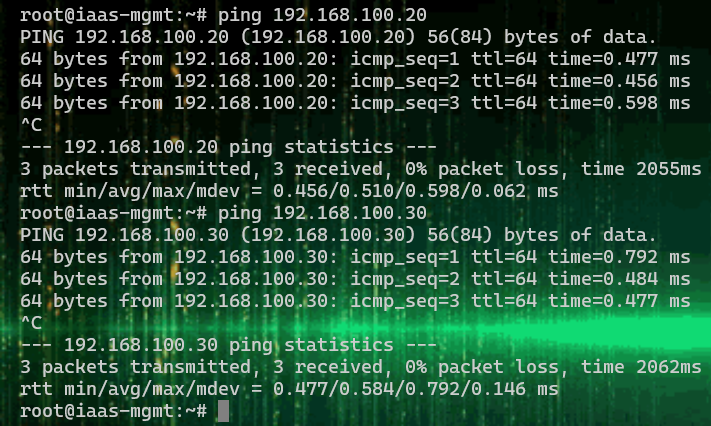 root@iaas-mgmt:~# ping 192.168.100.20
PING 192.168.100.20 (192.168.100.20) 56(84) bytes of data.
64 bytes from 192.168.100.20: icmp_seq=1 ttl=64 time=0.477 ms
64 bytes from 192.168.100.20: icmp_seq=2 ttl=64 time=0.456 ms
64 bytes from 192.168.100.20: icmp_seq=3 ttl=64 time=0.598 ms
^C
--- 192.168.100.20 ping statistics ---
3 packets transmitted, 3 received, 0% packet loss, time 2055ms
rtt min/avg/max/mdev = 0.456/0.510/0.598/0.062 ms
root@iaas-mgmt:~# ping 192.168.100.30
PING 192.168.100.30 (192.168.100.30) 56(84) bytes of data.
64 bytes from 192.168.100.30: icmp_seq=1 ttl=64 time=0.792 ms
64 bytes from 192.168.100.30: icmp_seq=2 ttl=64 time=0.484 ms
64 bytes from 192.168.100.30: icmp_seq=3 ttl=64 time=0.477 ms
^C
--- 192.168.100.30 ping statistics ---
3 packets transmitted, 3 received, 0% packet loss, time 2062ms
rtt min/avg/max/mdev = 0.477/0.584/0.792/0.146 ms
root@iaas-mgmt:~#